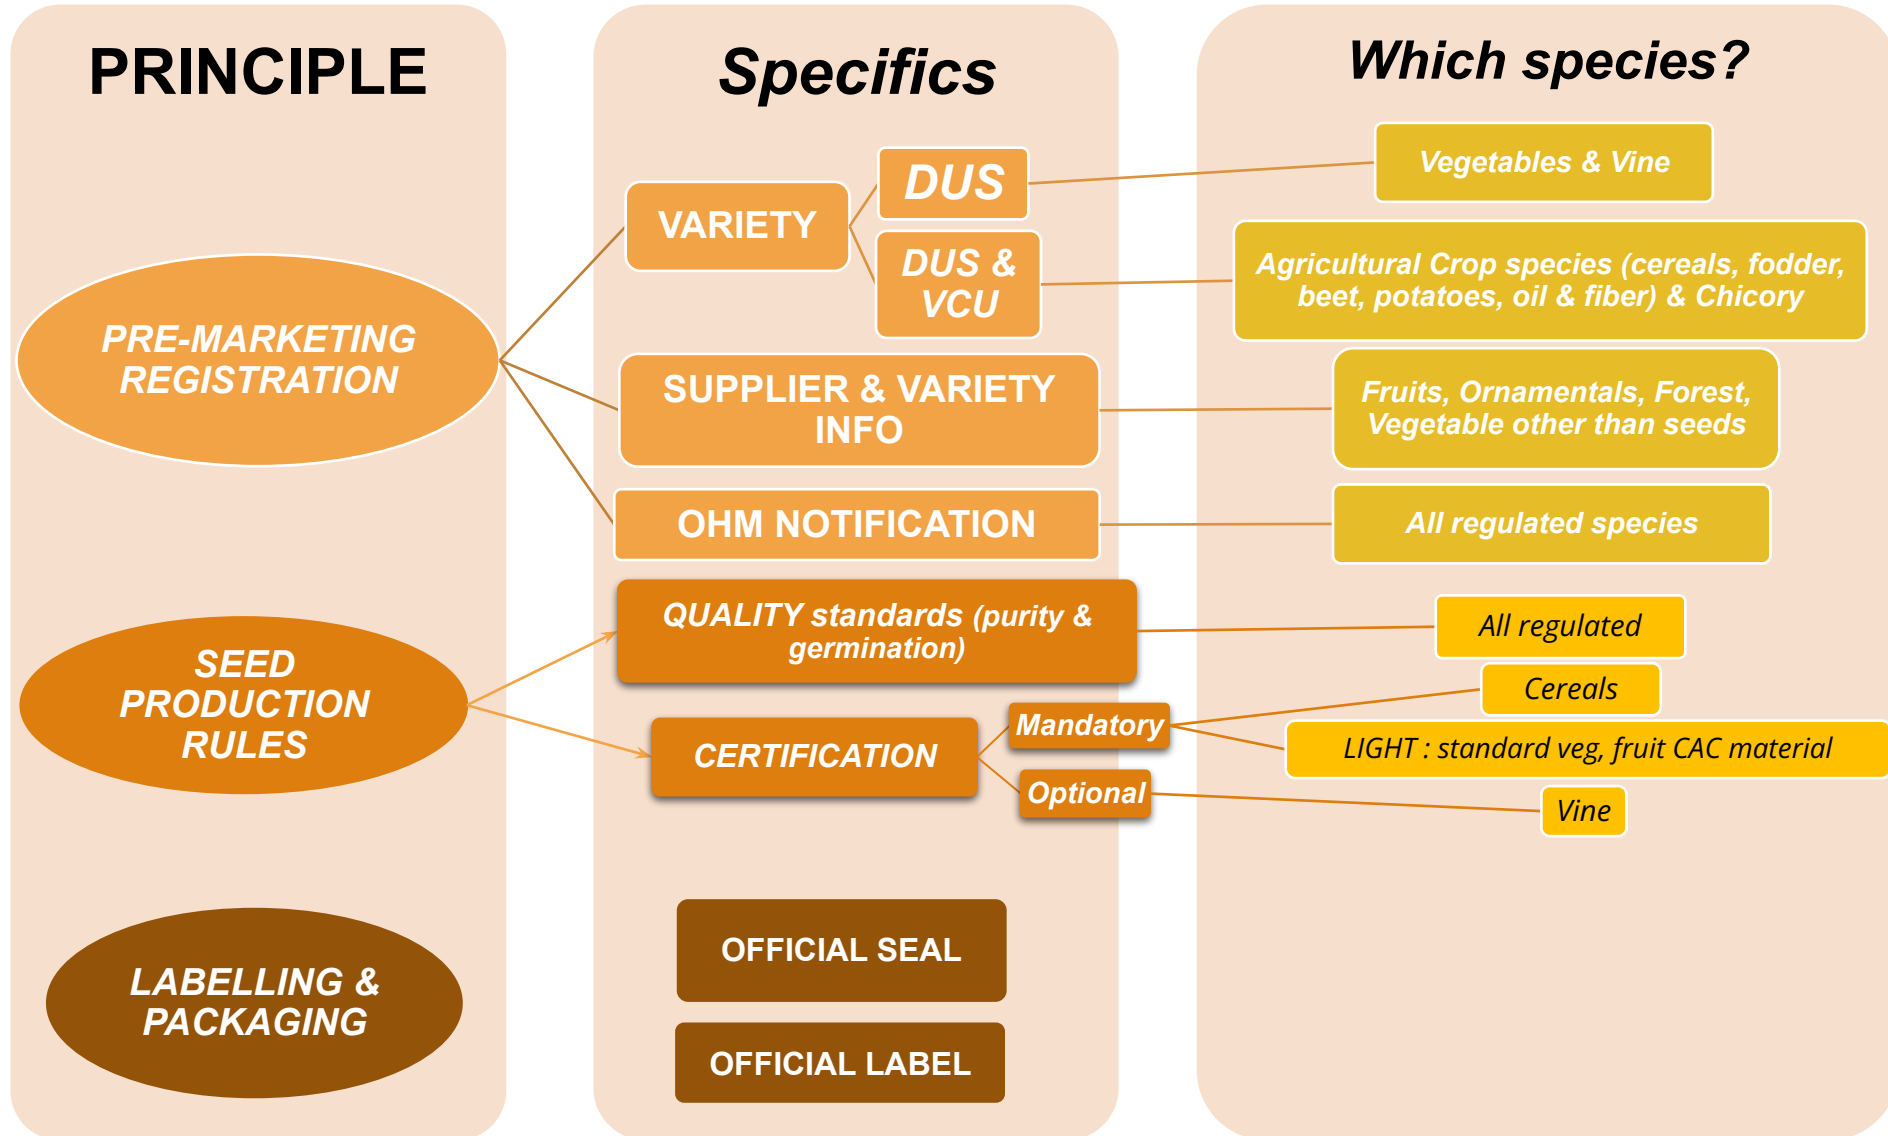 PRINCIPLE
Specifics
Which species?
PRE-MARKETING
REGISTRATION
VARIETY
DUS
Vegetables & Vine
DUS &
VCU
Agricultural Crop species (cereals, fodder,
beet, potatoes, oil & fiber) & Chicory
SUPPLIER & VARIETY
INFO
Fruits, Ornamentals, Forest,
Vegetable other than seeds
OHM NOTIFICATION
All regulated species
SEED
PRODUCTION
RULES
QUALITY standards (purity &
germination)
All regulated
CERTIFICATION
Mandatory
Cereals
LIGHT : standard veg, fruit CAC material
Optional
Vine
LABELLING &
PACKAGING
OFFICIAL SEAL
OFFICIAL LABEL